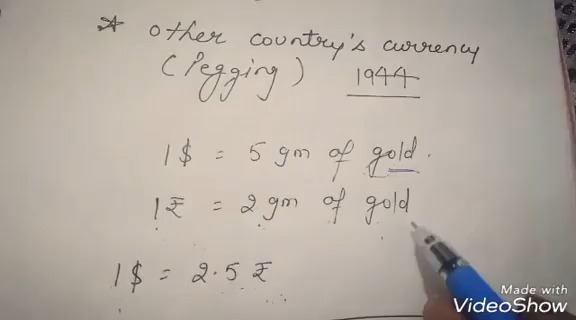 * Other country's currency
(Pegging) 1944
1$ = 5 gm of gold.
1₹ = 2 gm of gold
1$ = 2.5 ₹
Made with
VideoShow